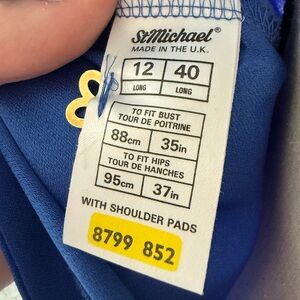 StMichael®
MADE IN THE U.K.
12 40
LONG LONG
TO FIT BUST
TOUR DE POITRINE
88cm 35in
TO FIT HIPS
TOUR DE HANCHES
95cm 37in
WITH SHOULDER PADS
8799 852